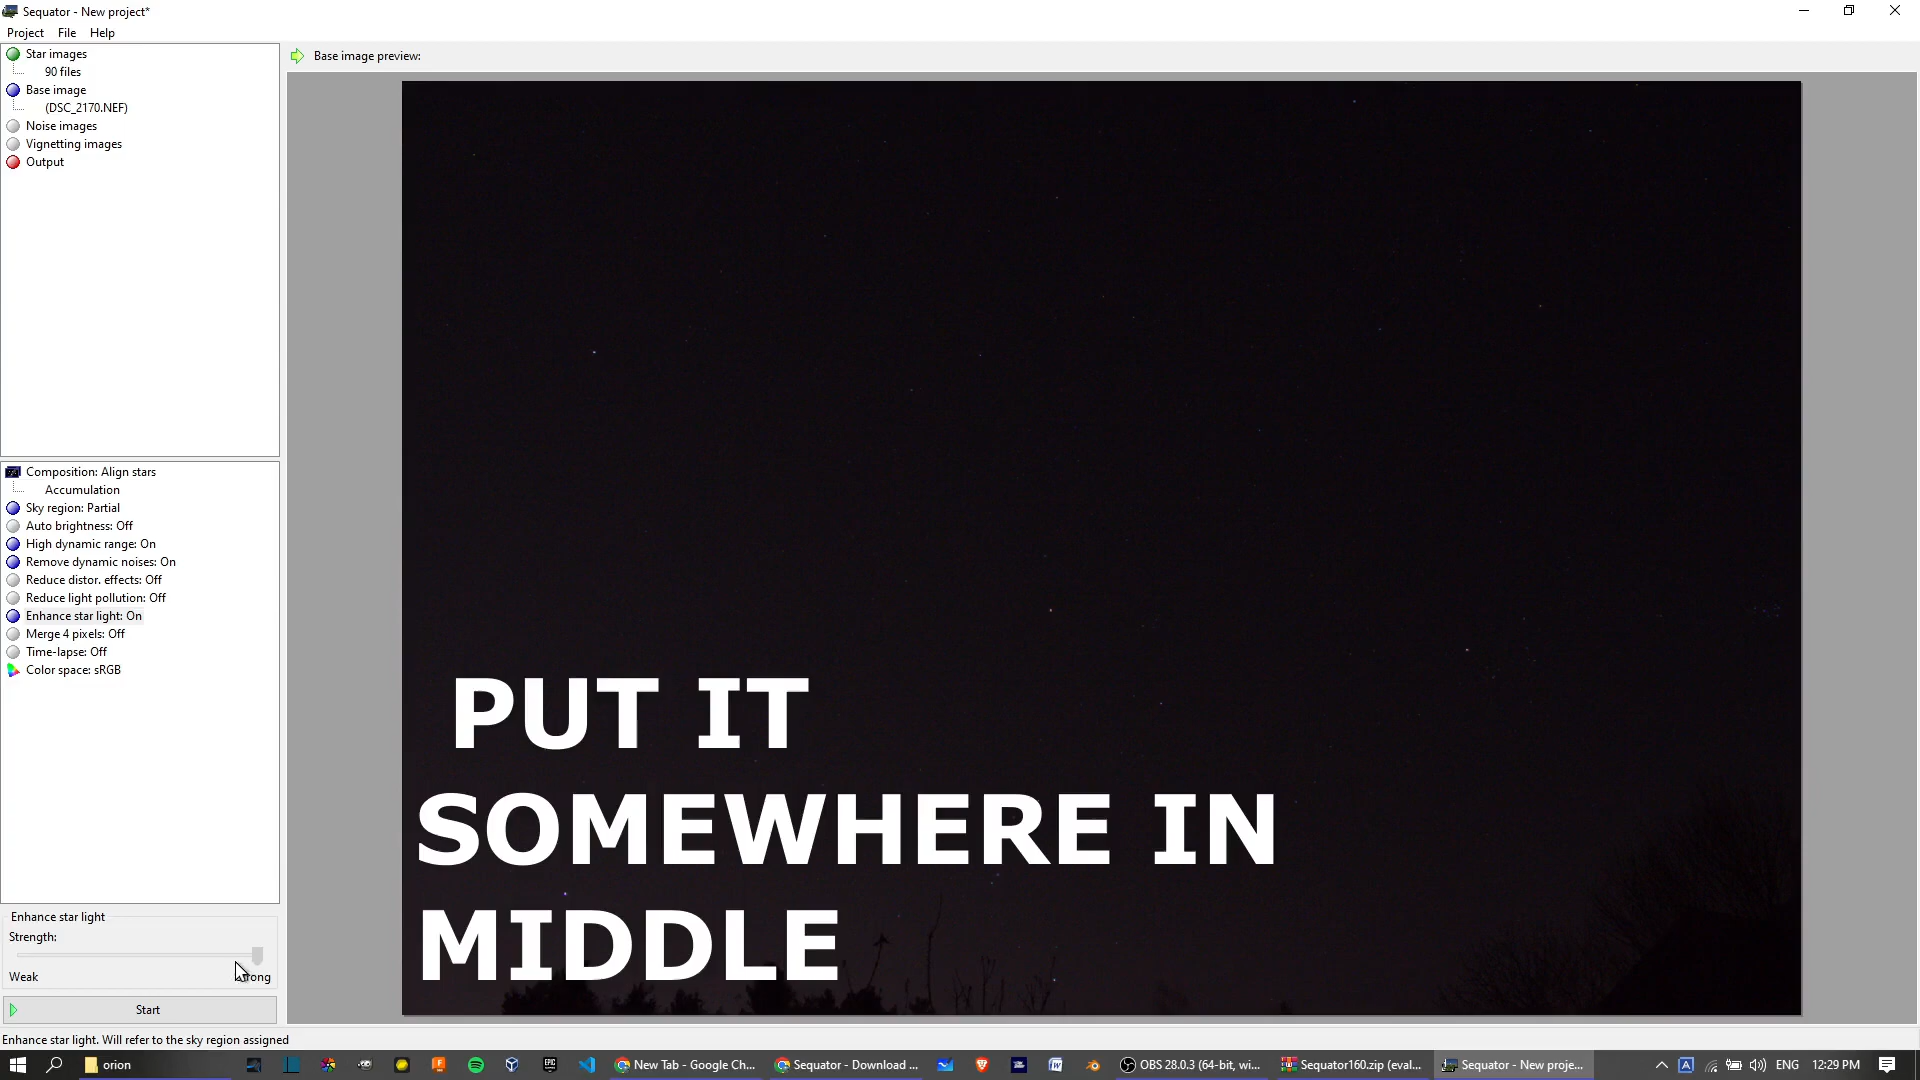 Sequator - New project*
Project File Help
Star images
90 files
Base image
(DSC_2170.NEF)
Noise images
Vignetting images
Output
Base image preview:
Composition: Align stars
Accumulation
Sky region: Partial
Auto brightness: Off
High dynamic range: On
Remove dynamic noises: On
Reduce distor. effects: Off
Reduce light pollution: Off
Enhance star light: On
Merge 4 pixels: Off
Time-lapse: Off
Color space: sRGB
PUT IT
SOMEWHERE IN
MIDDLE
Enhance star light
Strength:
Weak
Start
Enhance star light. Will refer to the sky region assigned
orion New Tab - Google Ch... Sequator - Download ... OBS 28.0.3 (64-bit, wi... Sequator160.zip (eval... Sequator - New proje... ENG 12:29 PM